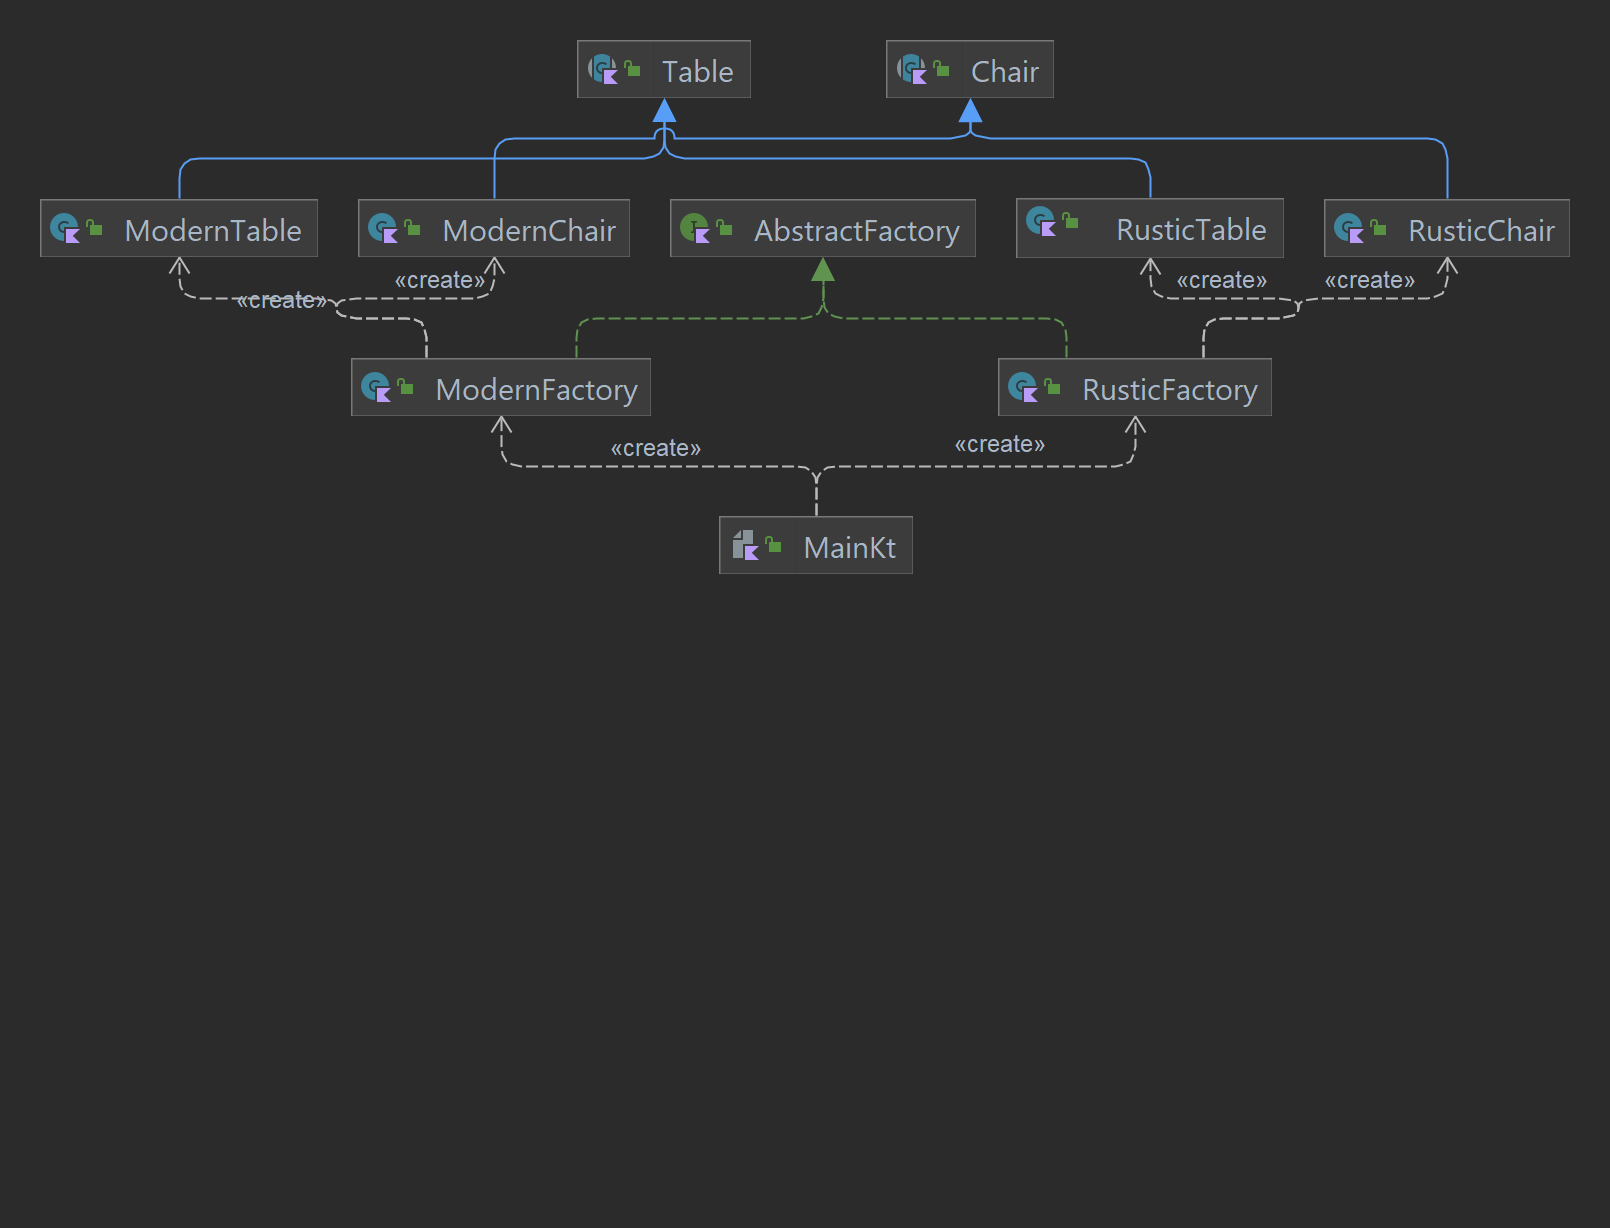 Table
Chair
ModernTable
ModernChair
AbstractFactory
RusticTable
RusticChair
«create»
«create»
«create»
«create»
ModernFactory
RusticFactory
«create»
«create»
MainKt